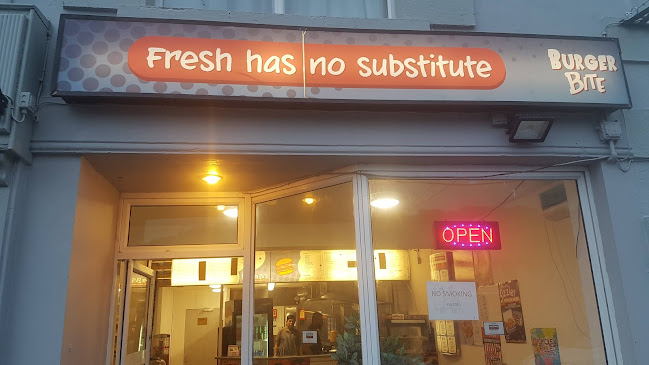 Fresh has no substitute
BURGER
BITE
OPEN
NO SMOKING